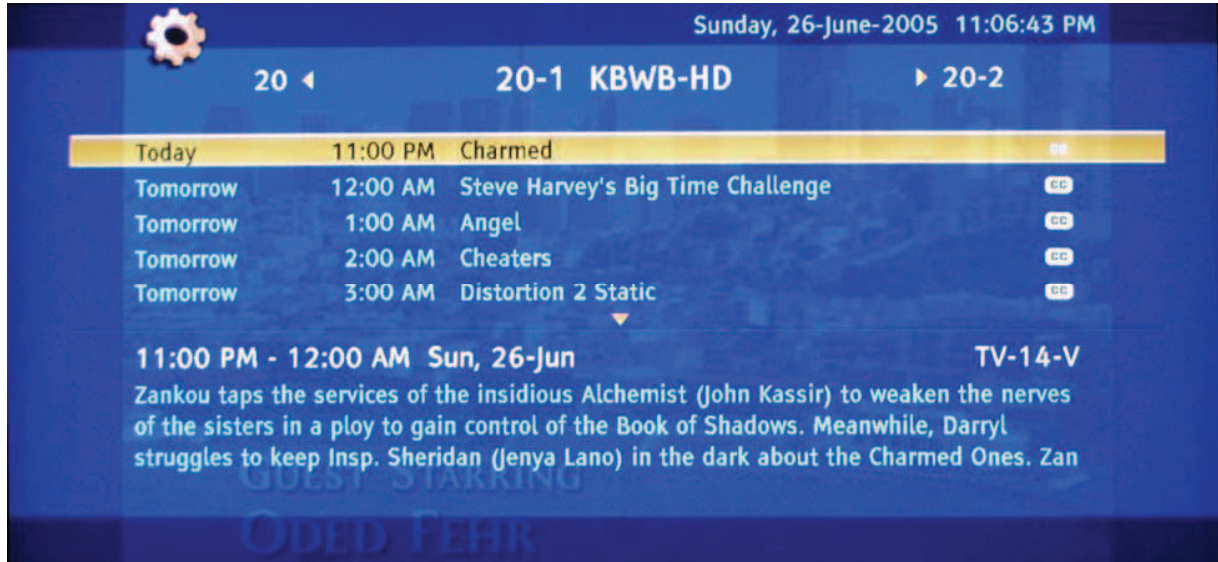 Sunday, 26-June-2005 11:06:43 PM
20 20-1 KBWB-HD 20-2
Today 11:00 PM Charmed CC
Tomorrow 12:00 AM Steve Harvey's Big Time Challenge CC
Tomorrow 1:00 AM Angel CC
Tomorrow 2:00 AM Cheaters CC
Tomorrow 3:00 AM Distortion 2 Static CC
11:00 PM - 12:00 AM Sun, 26-Jun TV-14-V
Zankou taps the services of the insidious Alchemist (John Kassir) to weaken the nerves
of the sisters in a ploy to gain control of the Book of Shadows. Meanwhile, Darryl
struggles to keep Insp. Sheridan (Jenya Lano) in the dark about the Charmed Ones. Zan
GUEST STARRING
ODED FEHR